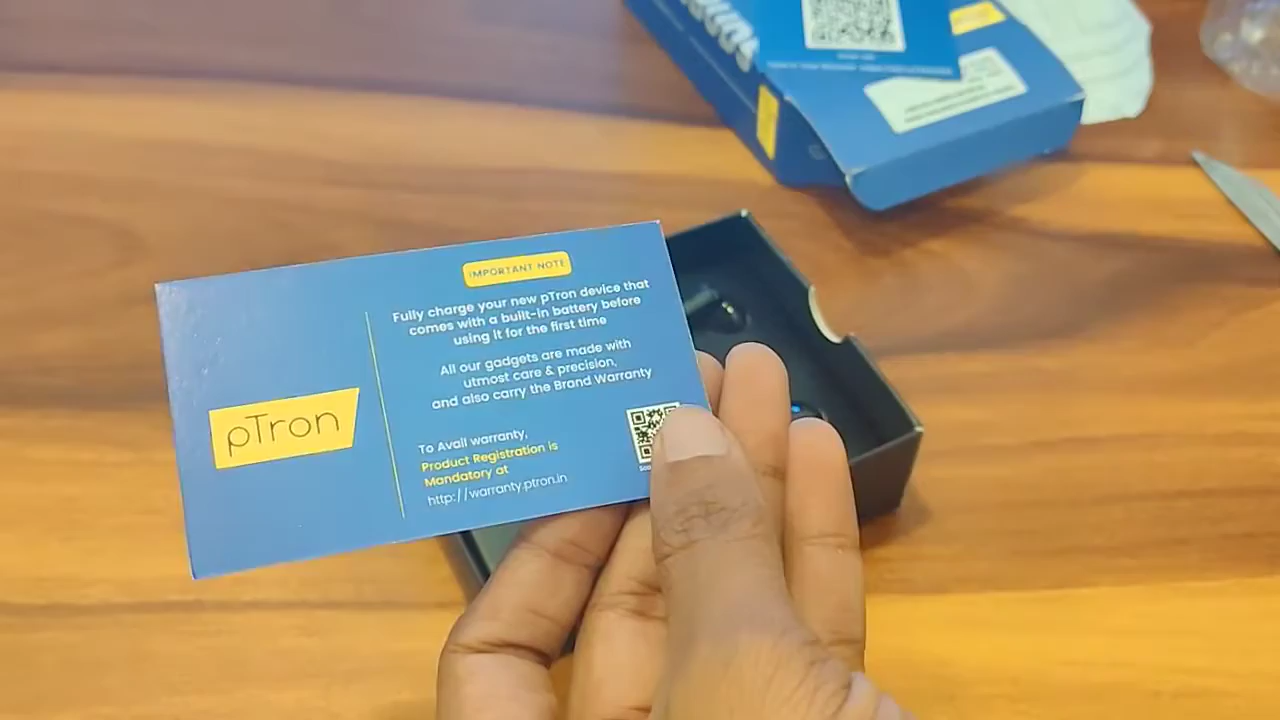 IMPORTANT NOTE
Fully charge your new pTron device that
comes with a built-in battery before
using it for the first time
All our gadgets are made with
utmost care & precision,
and also carry the Brand Warranty
pTron
To Avail warranty,
Product Registration is
Mandatory at
http://warranty.ptron.in